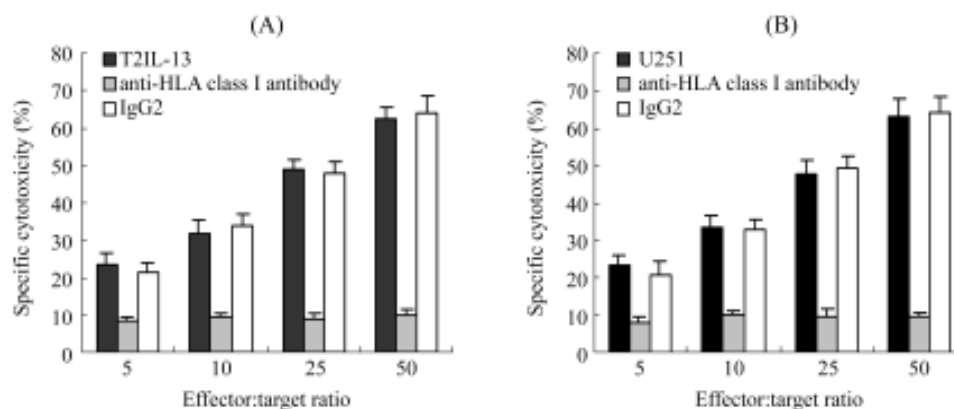 (A)
Specific cytotoxicity (%)
80
70
60
50
40
30
20
10
0
T2IL-13
anti-HLA class I antibody
IgG2
5 10 25 50
Effector:target ratio
(B)
Specific cytotoxicity (%)
80
70
60
50
40
30
20
10
0
U251
anti-HLA class I antibody
IgG2
5 10 25 50
Effector:target ratio